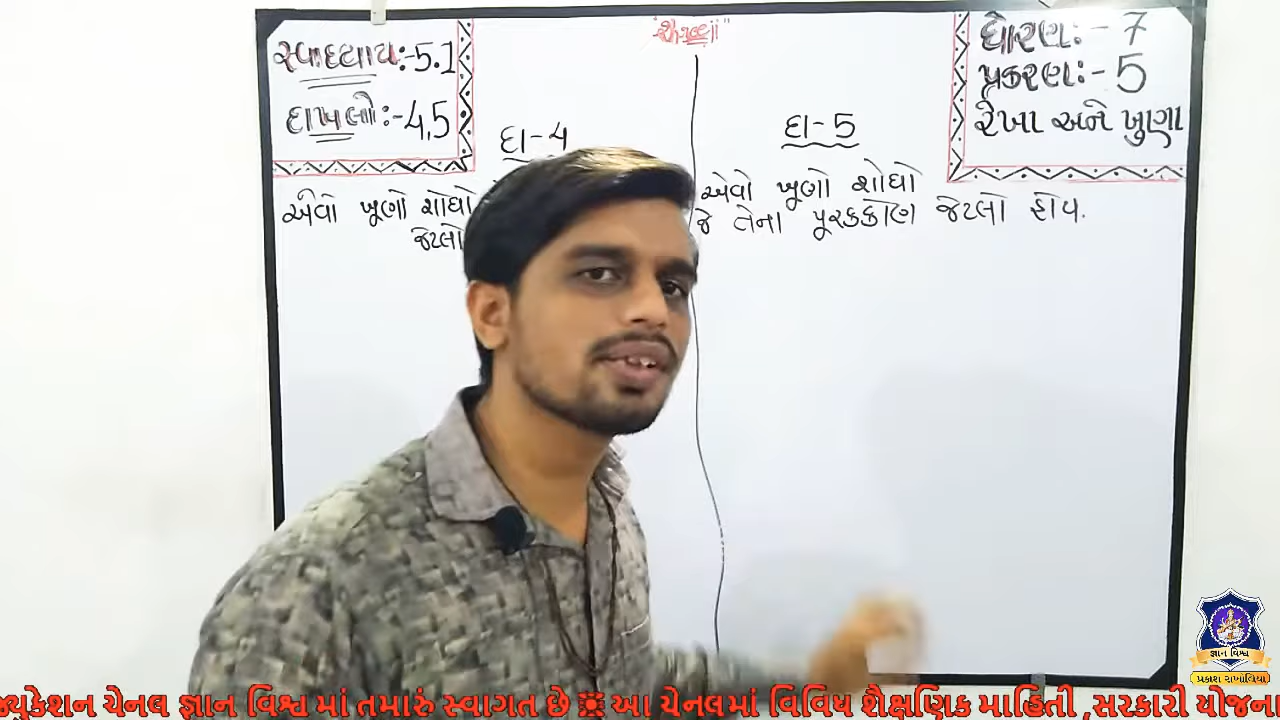 સ્વાધ્યાય:-5.1
દાખલો:-4,5
ધોરણ:-7
પ્રકરણ:-5
રેખા અને ખુણા
દા-4
એવો ખૂણો શોધો
જેટલો
દા-5
એવો ખૂણો શોધો
જે તેના પૂરકકોણ જેટલો હોય.
જ્ઞાન વિશ્વ
પ્રકાશ રાખોલિયા
જ્યુકેશન ચેનલ જ્ઞાન વિશ્વ માં તમારું સ્વાગત છે આ ચેનલમાં વિવિધ શૈક્ષણિક માહિતી ,સરકારી યોજના